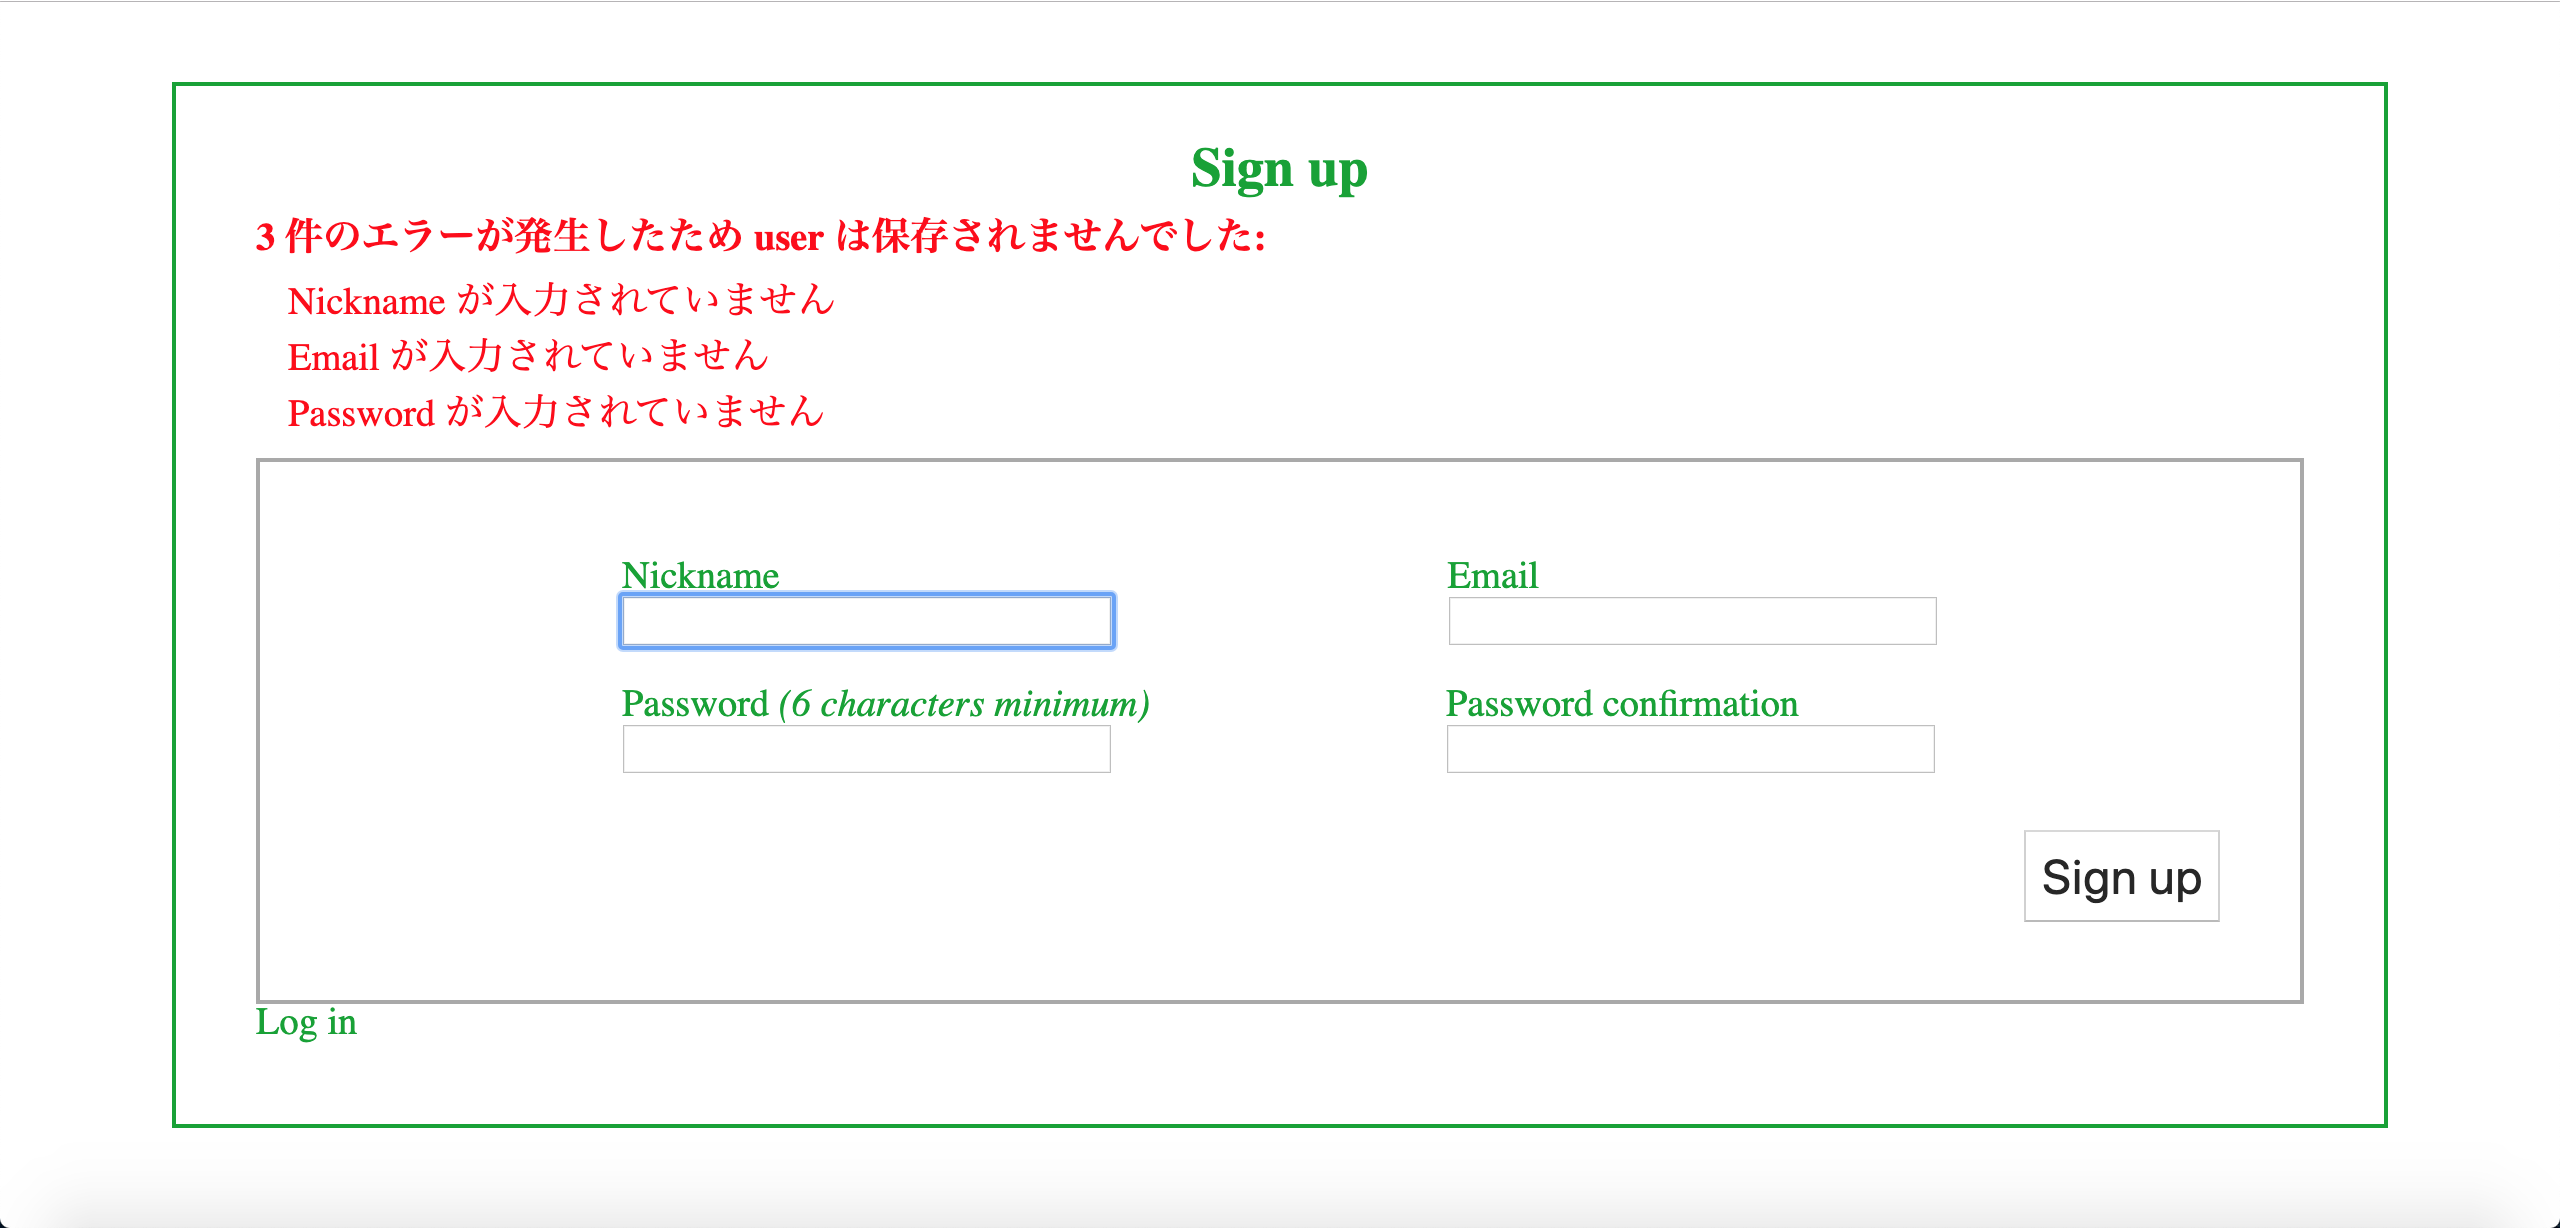 Sign up
3 件のエラーが発生したため user は保存されませんでした:
Nickname が入力されていません
Email が入力されていません
Password が入力されていません
Nickname
Email
Password (6 characters minimum)
Password confirmation
Sign up
Log in